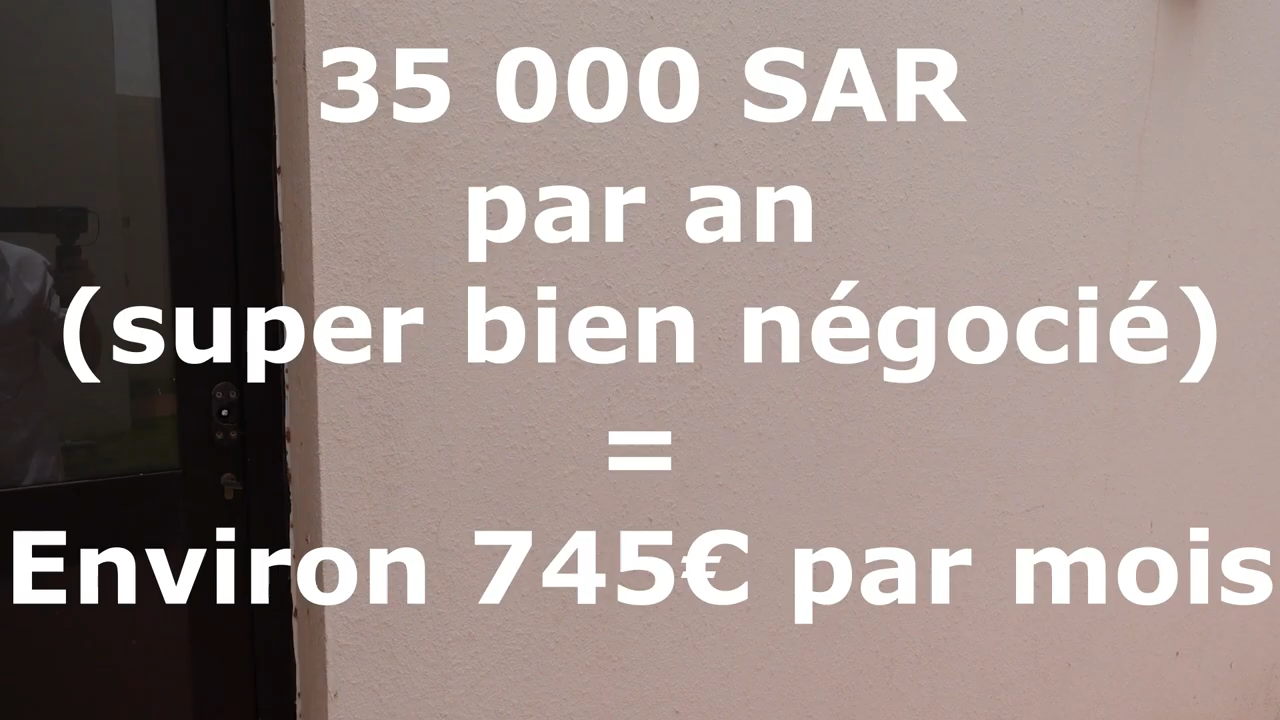 35 000 SAR
par an
(super bien négocié)
=
Environ 745€ par mois